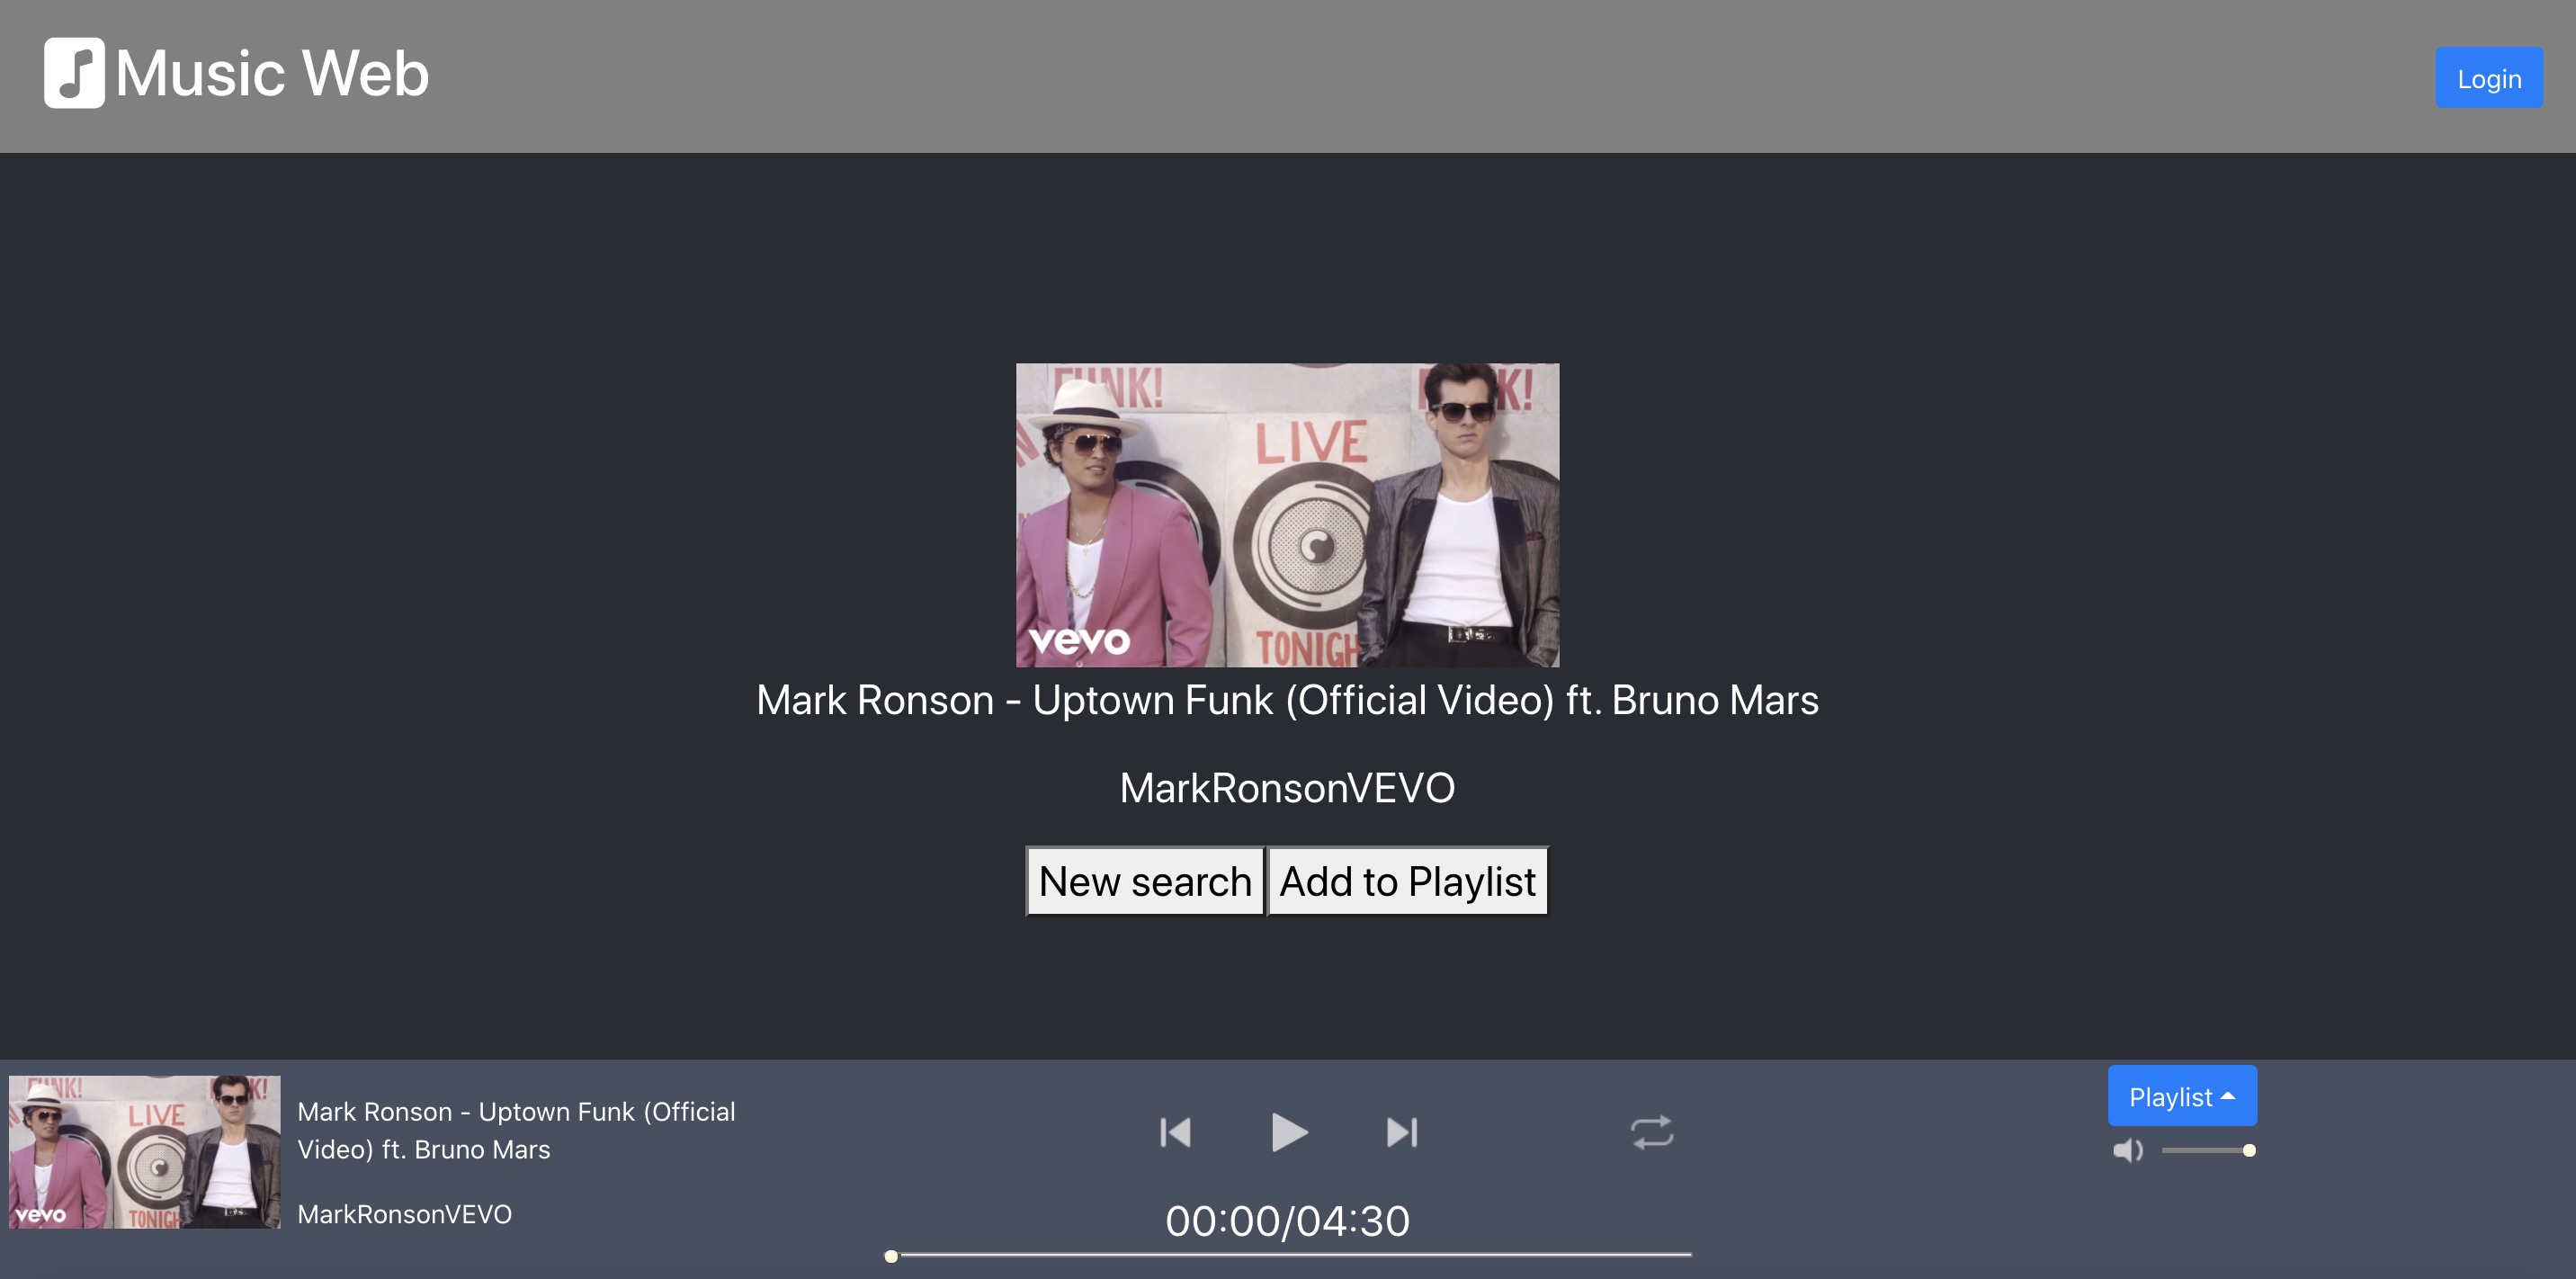 Music Web
Login
FUNK!
K!
LIVE
TONIGH
vevo
Mark Ronson - Uptown Funk (Official Video) ft. Bruno Mars
MarkRonsonVEVO
New search
Add to Playlist
FUNK!
K!
LIVE
TONIGH
vevo
Mark Ronson - Uptown Funk (Official
Video) ft. Bruno Mars
MarkRonsonVEVO
00:00/04:30
Playlist